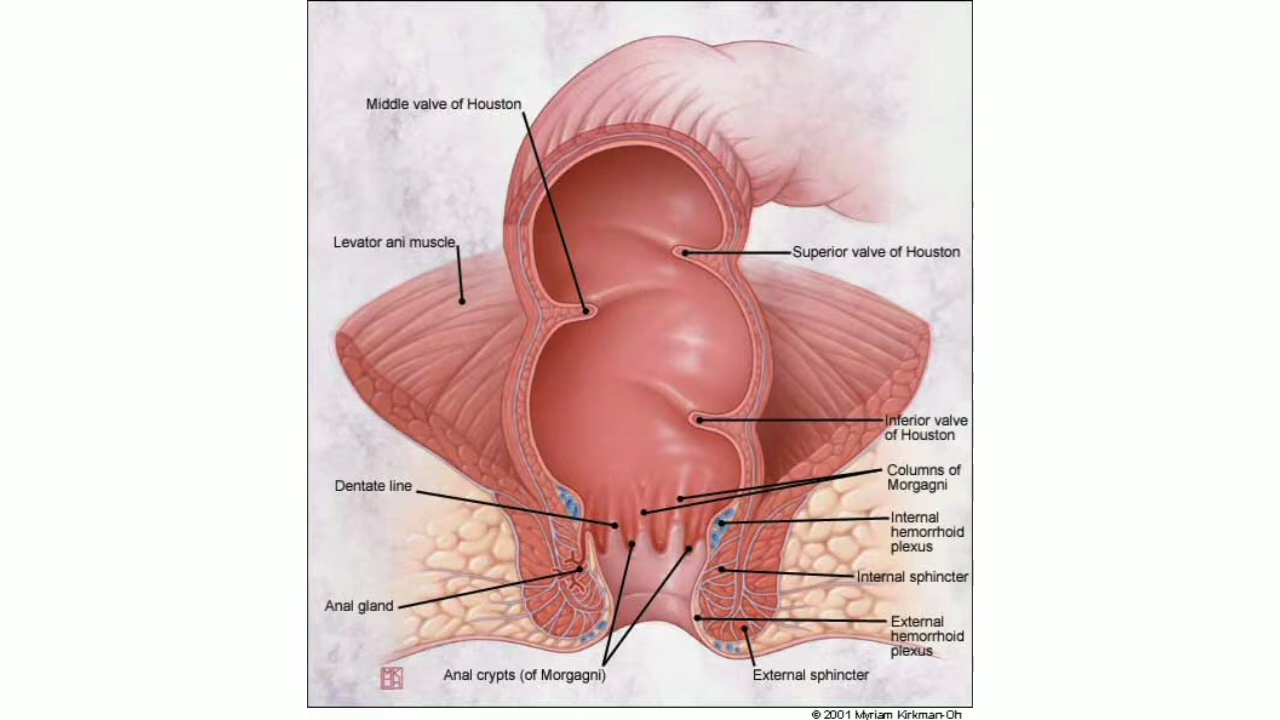 Middle valve of Houston
Levator ani muscle
Superior valve of Houston
Inferior valve
of Houston
Columns of
Morgagni
Dentate line
Internal
hemorrhoid
plexus
Internal sphincter
Anal gland
External
hemorrhoid
plexus
Anal crypts (of Morgagni)
External sphincter
© 2001 Myriam Kirkman-Oh